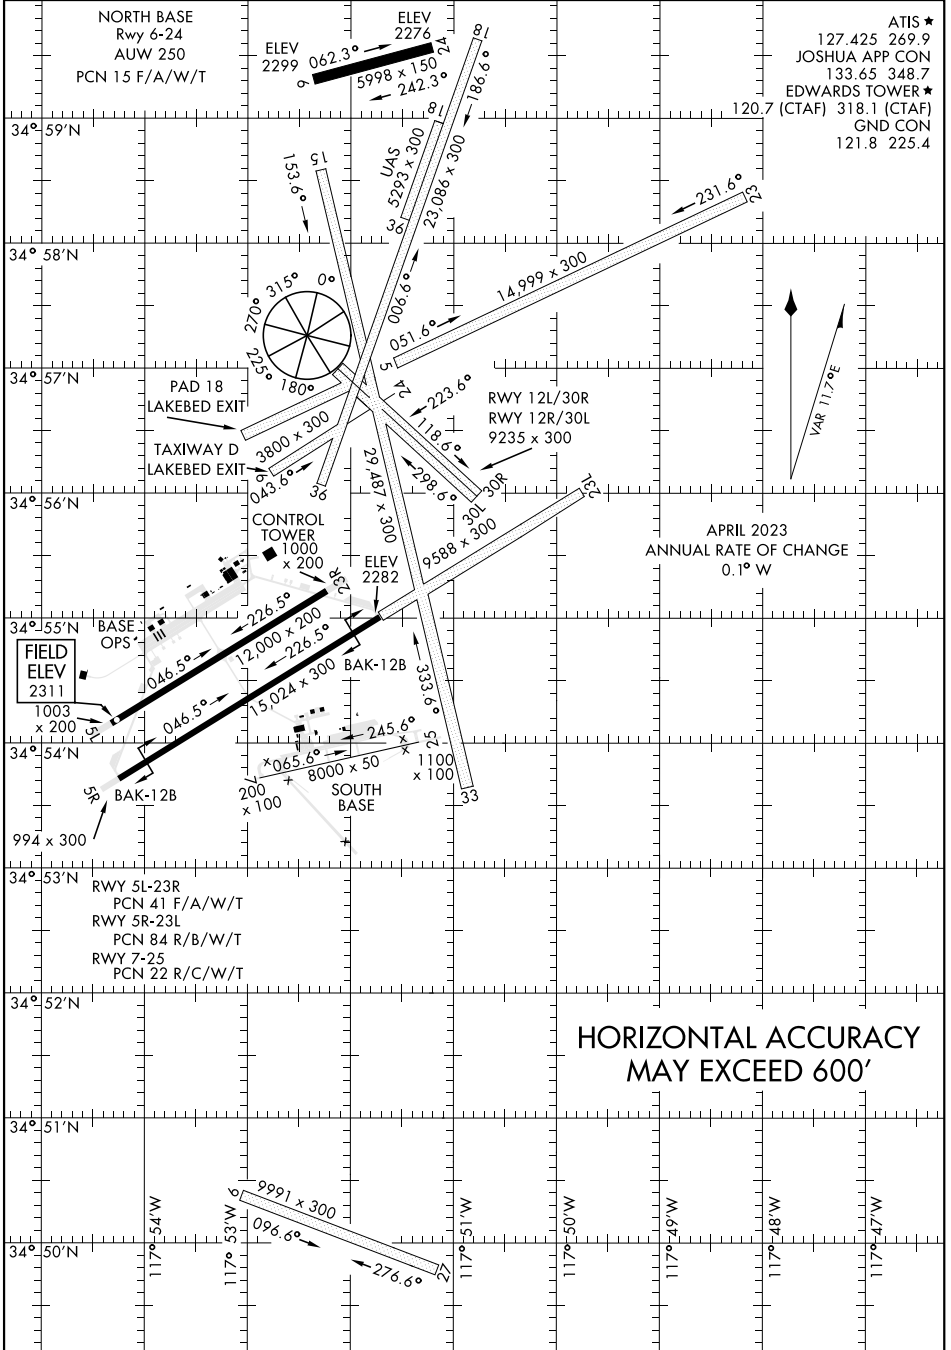 NORTH BASE
Rwy 6-24
AUW 250
PCN 15 F/A/W/T
ELEV
2299
ELEV
2276
062.3°
6
24
5998 x 150
242.3°
ATIS ★
127.425 269.9
JOSHUA APP CON
133.65 348.7
EDWARDS TOWER ★
120.7 (CTAF) 318.1 (CTAF)
GND CON
121.8 225.4
18
186.6°
18
UAS
5293 x 300
36
23,086 x 300
006.6°
34° 59'N
15
153.6°
231.6°
23
34° 58'N
14,999 x 300
051.6°
5
0°
315°
270°
225°
180°
VAR 11.7°E
34° 57'N
PAD 18
LAKEBED EXIT
24
223.6°
RWY 12L/30R
RWY 12R/30L
9235 x 300
3800 x 300
118.6°
TAXIWAY D
LAKEBED EXIT
6
043.6°
36
29,487 x 300
298.6°
30R
30L
23L
34° 56'N
CONTROL
TOWER
1000
x 200
23R
ELEV
2282
9588 x 300
APRIL 2023
ANNUAL RATE OF CHANGE
0.1° W
34° 55'N
BASE
OPS
226.5°
12,000 x 200
046.5°
226.5°
BAK-12B
FIELD
ELEV
2311
1003
x 200
5L
046.5°
15,024 x 300
333.6°
34° 54'N
245.6°
065.6°
25
7
8000 x 50
1100
x 100
200
x 100
SOUTH
BASE
33
5R
BAK-12B
994 x 300
34° 53'N
RWY 5L-23R
PCN 41 F/A/W/T
RWY 5R-23L
PCN 84 R/B/W/T
RWY 7-25
PCN 22 R/C/W/T
34° 52'N
HORIZONTAL ACCURACY
MAY EXCEED 600'
34° 51'N
9
9991 x 300
096.6°
276.6°
27
34° 50'N
117° 54'W
117° 53'W
117° 51'W
117° 50'W
117° 49'W
117° 48'W
117° 47'W